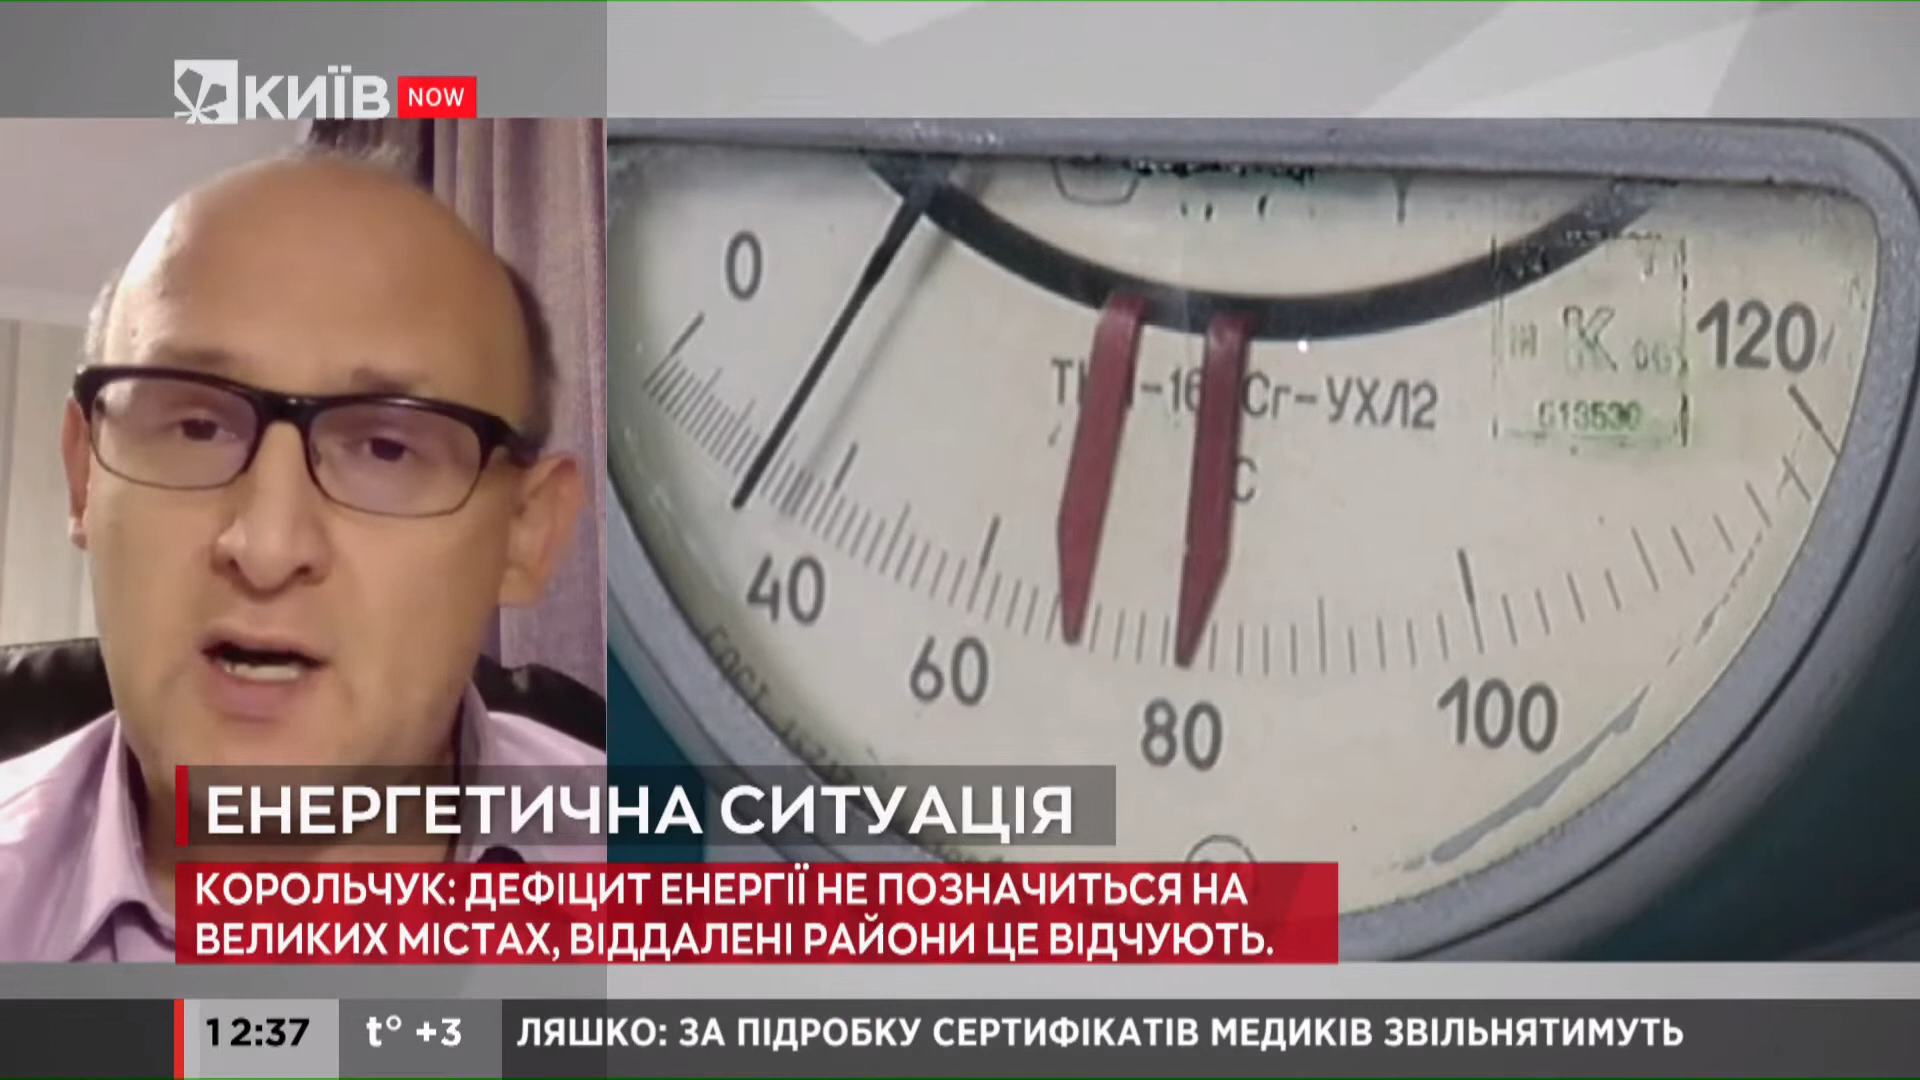 КИЇВ NOW
0
120
40
60
80
100
Сг-УХЛ2
С
ГОСТ
К
ЕНЕРГЕТИЧНА СИТУАЦІЯ
КОРОЛЬЧУК: ДЕФІЦИТ ЕНЕРГІЇ НЕ ПОЗНАЧИТЬСЯ НА
ВЕЛИКИХ МІСТАХ, ВІДДАЛЕНІ РАЙОНИ ЦЕ ВІДЧУЮТЬ.
12:37 t° +3 ЛЯШКО: ЗА ПІДРОБКУ СЕРТИФІКАТІВ МЕДИКІВ ЗВІЛЬНЯТИМУТЬ